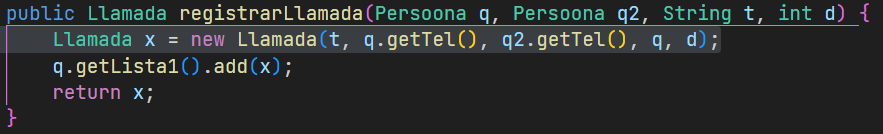 public Llamada registrarLlamada(Persoona q, Persoona q2, String t, int d) {
    Llamada x = new Llamada(t, q.getTel(), q2.getTel(), q, d);
    q.getLista1().add(x);
    return x;
}